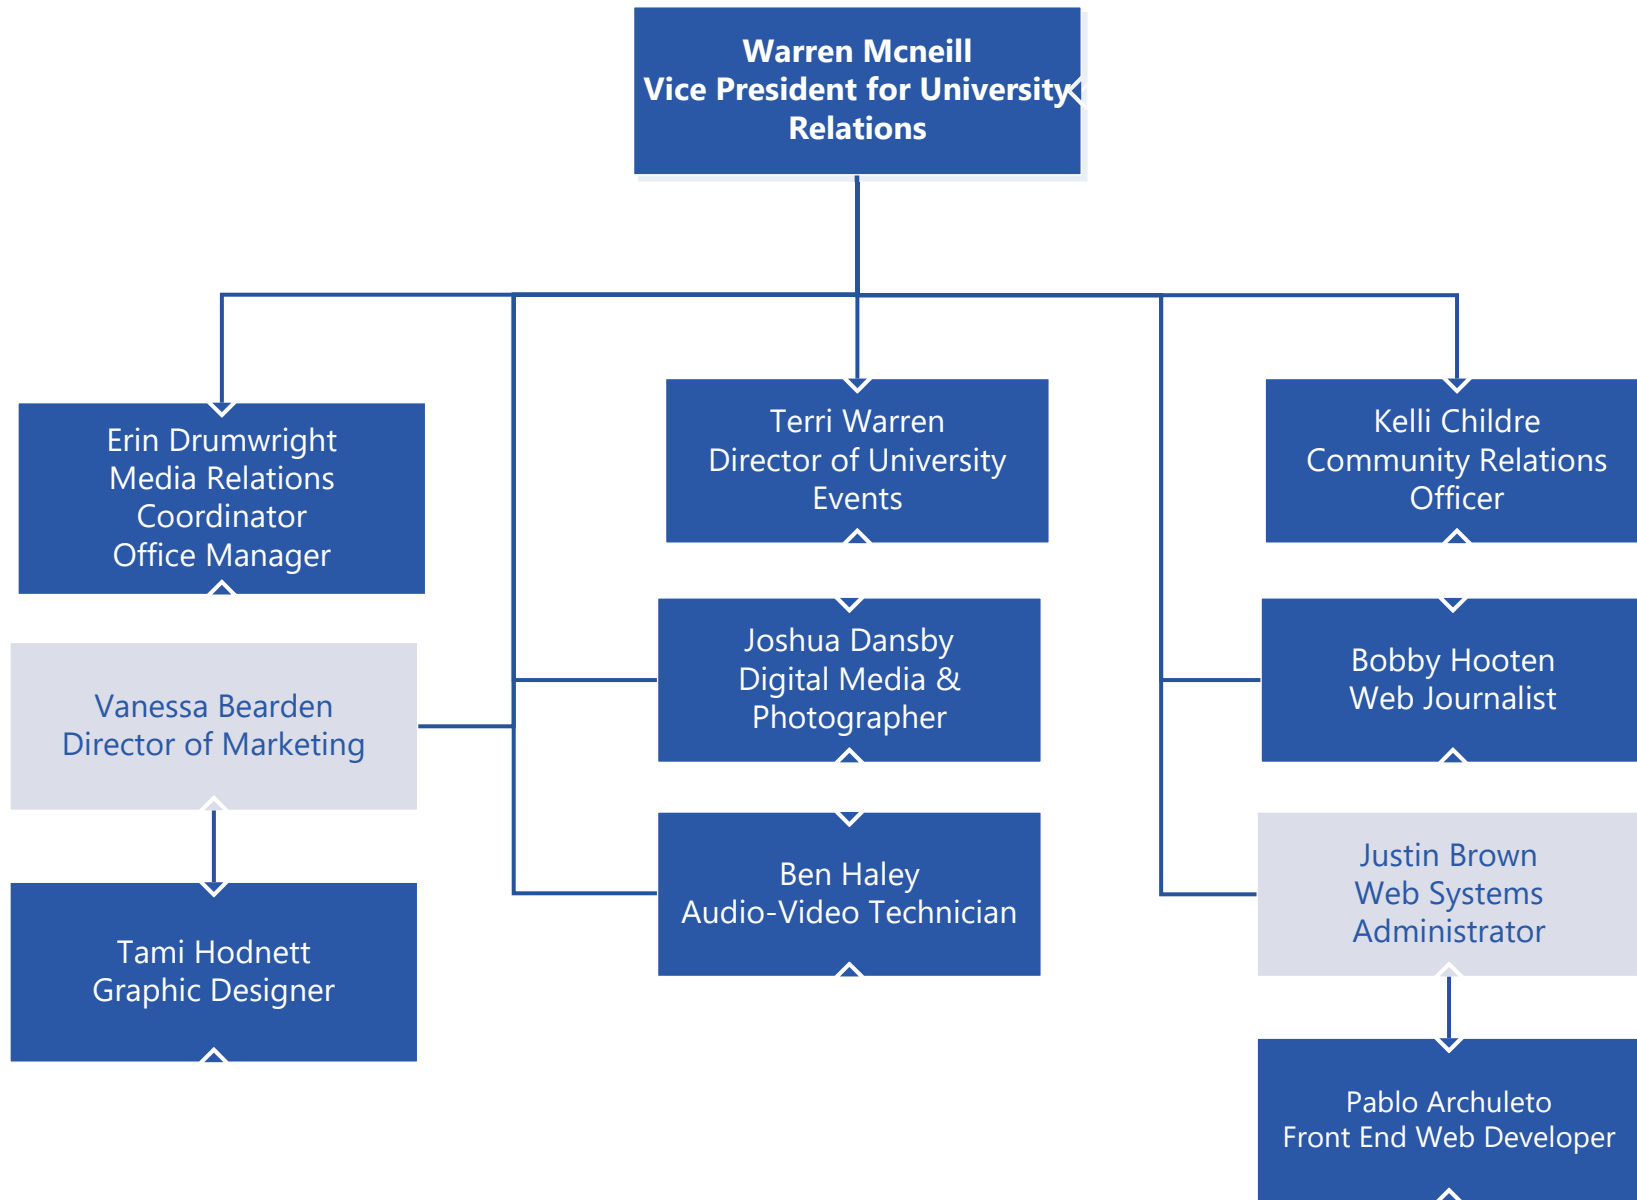 Warren Mcneill
Vice President for University
Relations
Erin Drumwright
Media Relations
Coordinator
Office Manager
Terri Warren
Director of University
Events
Kelli Childre
Community Relations
Officer
Vanessa Bearden
Director of Marketing
Joshua Dansby
Digital Media &
Photographer
Bobby Hooten
Web Journalist
Tami Hodnett
Graphic Designer
Ben Haley
Audio-Video Technician
Justin Brown
Web Systems
Administrator
Pablo Archuleto
Front End Web Developer